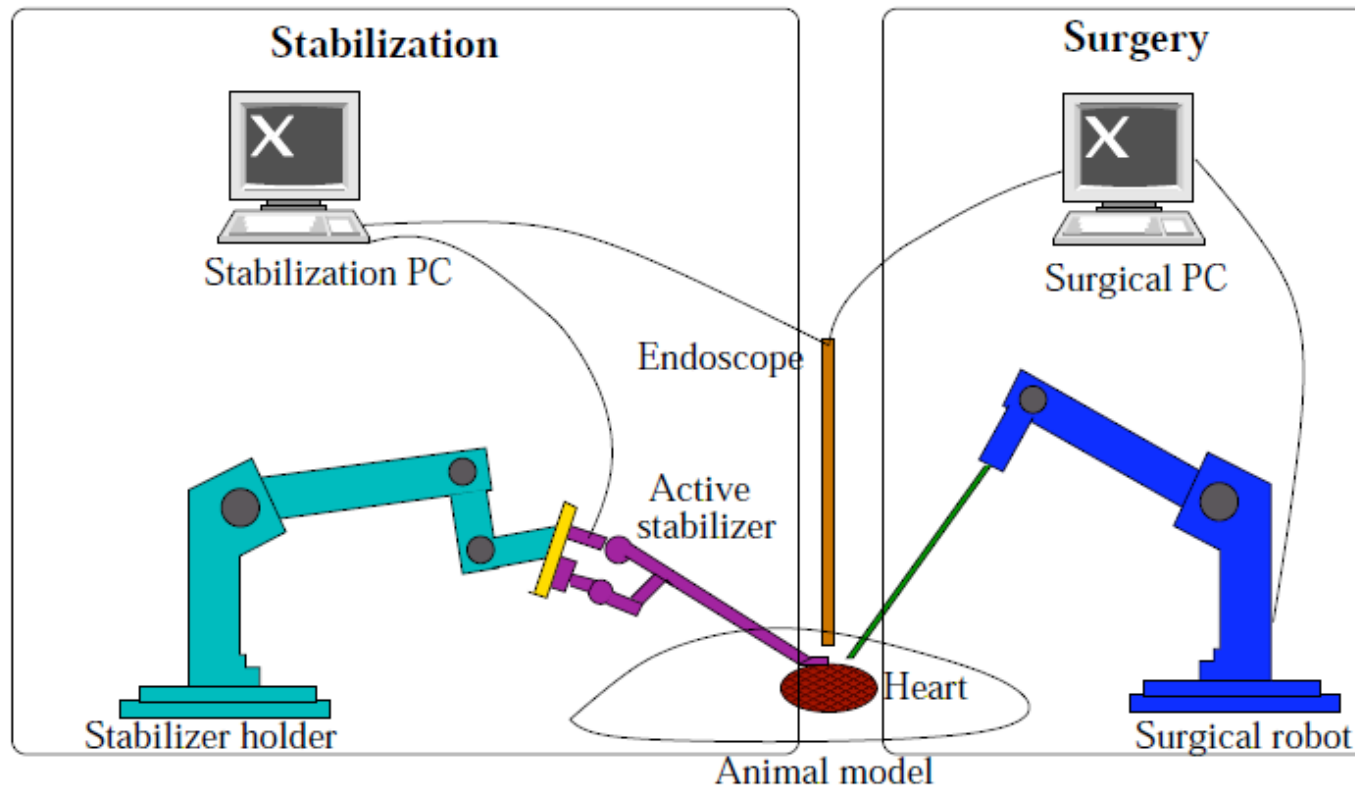 Stabilization
Surgery
X
X
Stabilization PC
Surgical PC
Endoscope
Active
stabilizer
Heart
Stabilizer holder
Surgical robot
Animal model